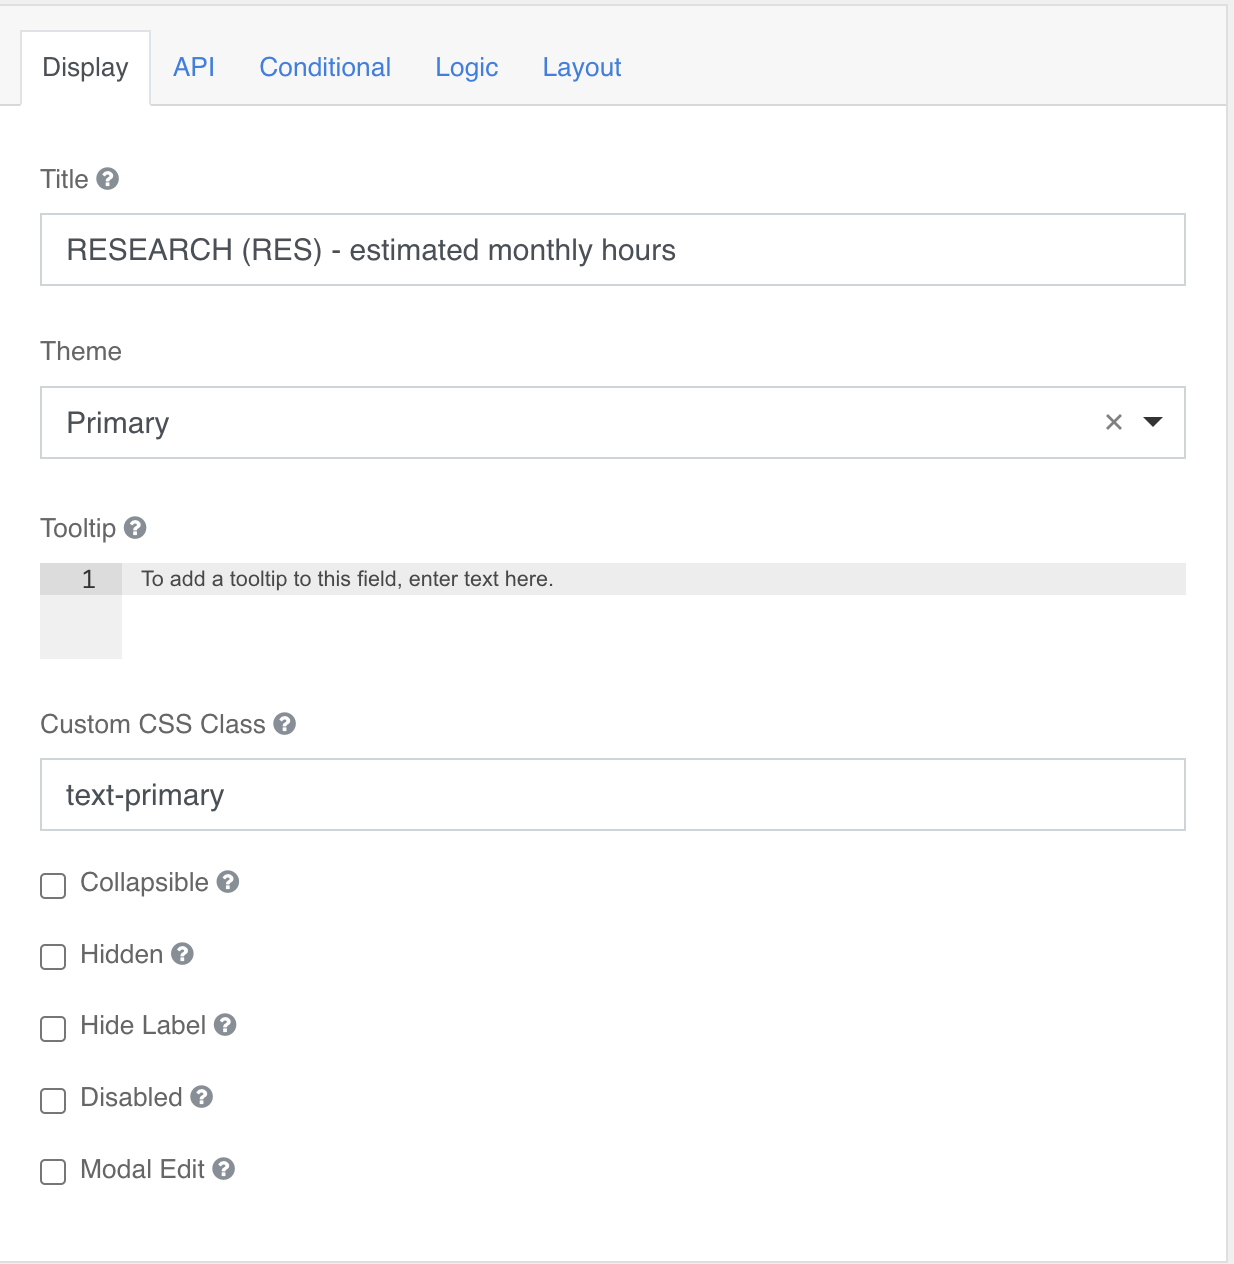 Display API Conditional Logic Layout
Title
RESEARCH (RES) - estimated monthly hours
Theme
Primary
Tooltip
1 To add a tooltip to this field, enter text here.
Custom CSS Class
text-primary
Collapsible
Hidden
Hide Label
Disabled
Modal Edit